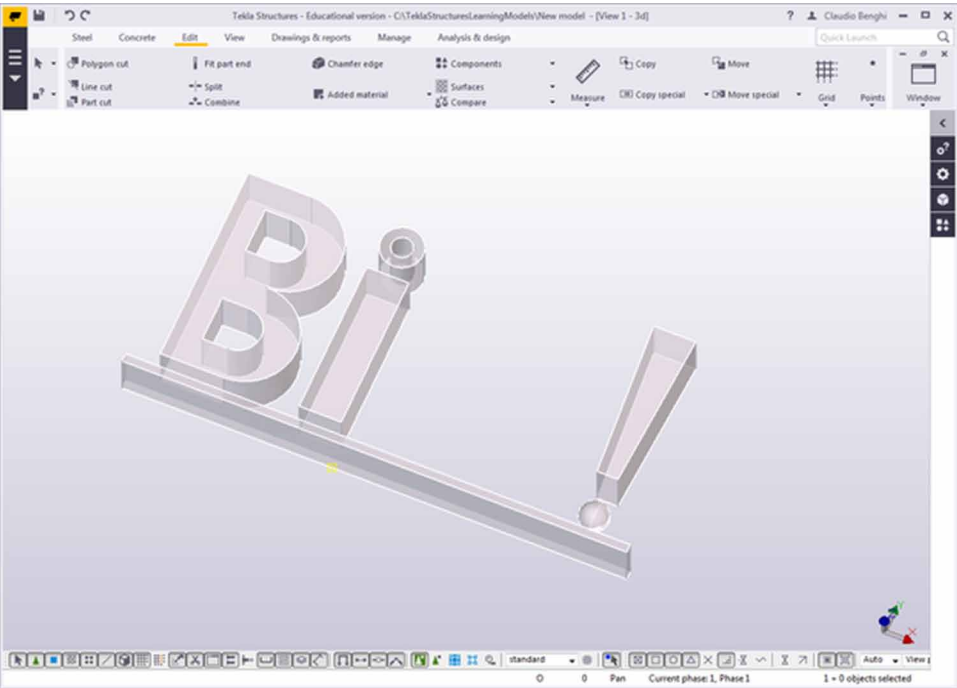 Tekla Structures - Educational version - C:\TeklaStructuresLearningModels\New model - [View 1 - 3d]
? Claudio Benghi
Steel Concrete Edit View Drawings & reports Manage Analysis & design Quick Launch
Polygon cut Fit part end Chamfer edge Components Copy Move
Line cut Split Added material Surfaces Measure Copy special Move special Grid Points Window
Part cut Combine Compare
Bi !
Y
X
standard Auto View
0 0 Pan Current phase: 1, Phase 1 1 + 0 objects selected